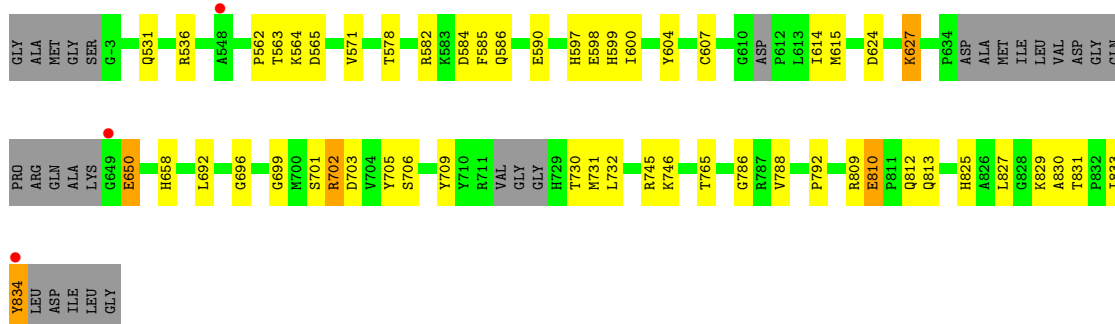 GLY ALA MET GLY SER G-3 Q531 R536 A548 P562 T563 K564 D565 V571 T578 R582 K583 D584 F585 Q586 E590 H597 E598 H599 I600 Y604 C607 G610 ASP P612 L613 I614 M615 D624 K627 P634 ASP ALA MET ILE LEU VAL ASP GLY GLN
PRO ARG GLN ALA LYS G649 E650 H658 L692 G696 G699 M700 S701 R702 D703 V704 Y705 S706 Y709 Y710 R711 VAL GLY GLY H729 T730 M731 L732 R745 K746 T765 G786 R787 V788 P792 R809 E810 P811 Q812 Q813 H825 A826 L827 G828 K829 A830 T831 P832
Y834 LEU ASP ILE LEU GLY